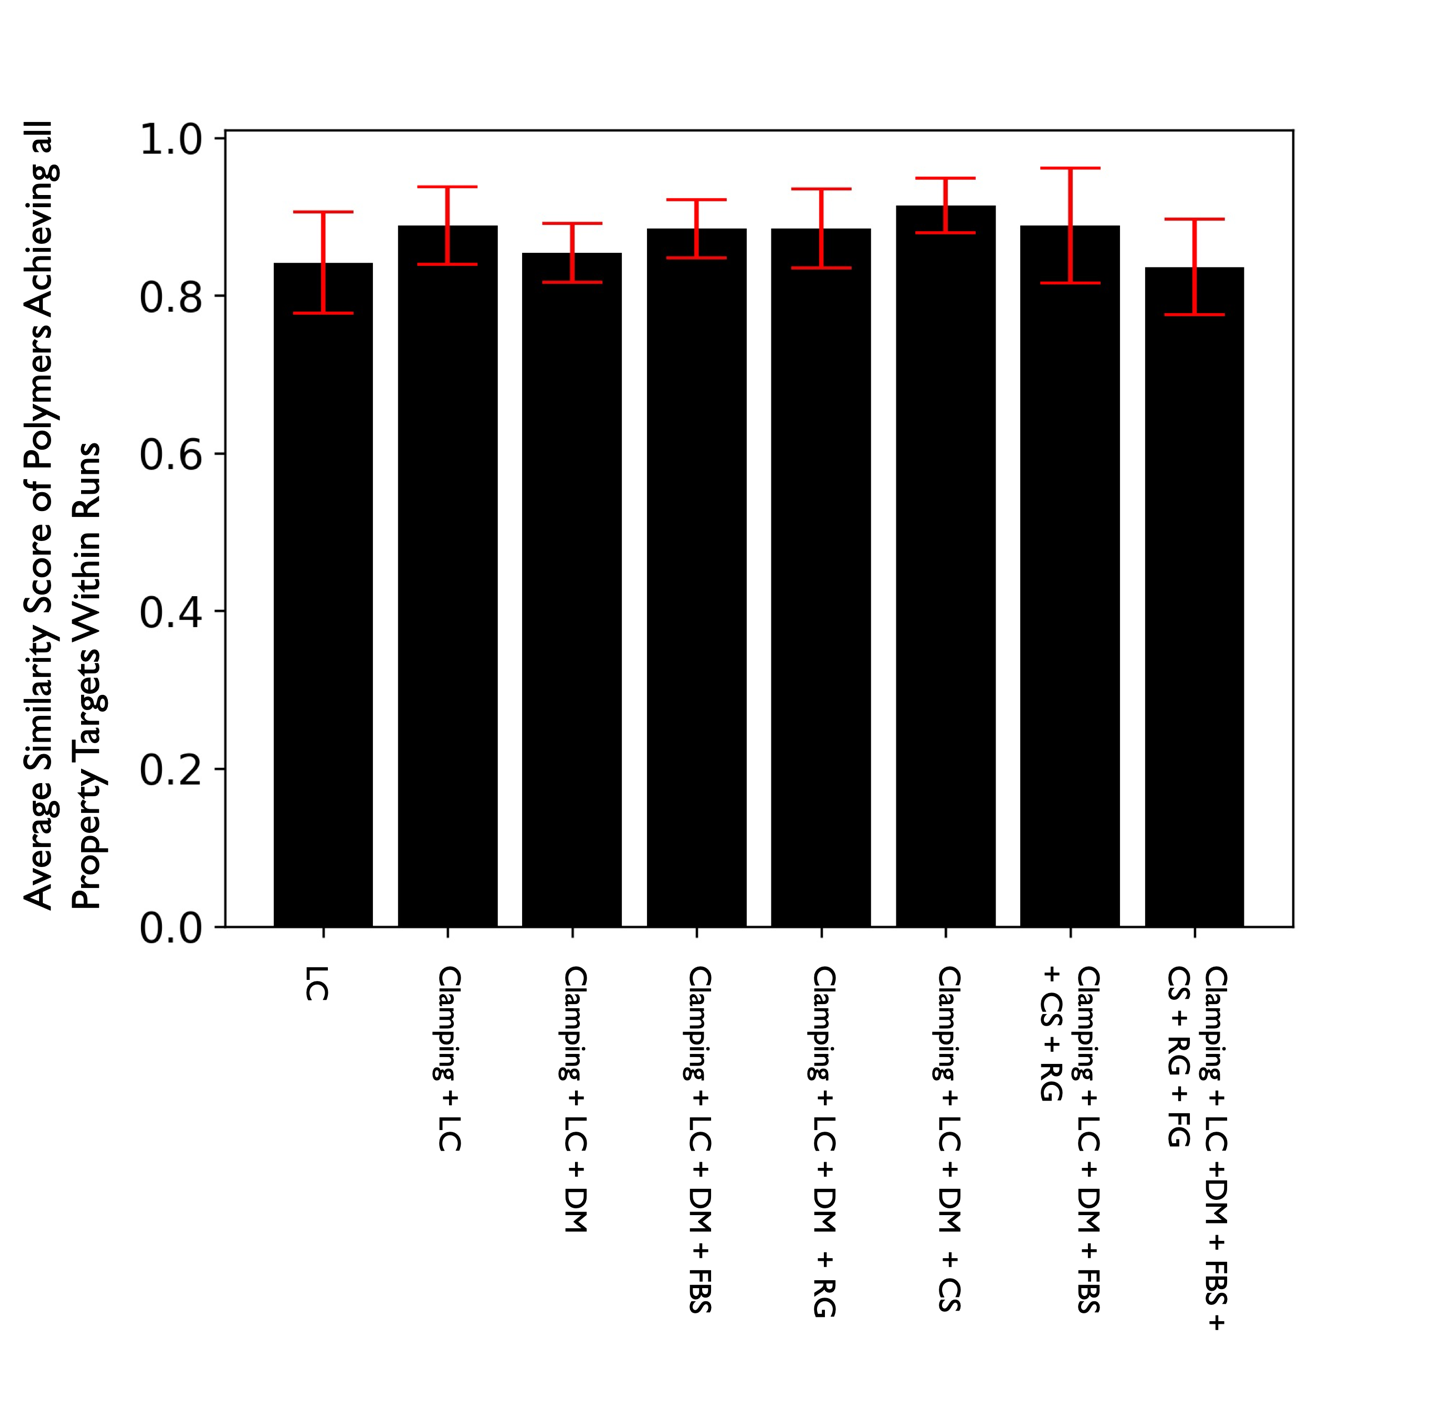 Average Similarity Score of Polymers Achieving all
Property Targets Within Runs
1.0
0.8
0.6
0.4
0.2
0.0
LC
Clamping + LC
Clamping + LC + DM
Clamping + LC + DM + FBS
Clamping + LC + DM + RG
Clamping + LC + DM + CS
Clamping + LC + DM + FBS
+ CS + RG
Clamping + LC +DM + FBS +
CS + RG + FG